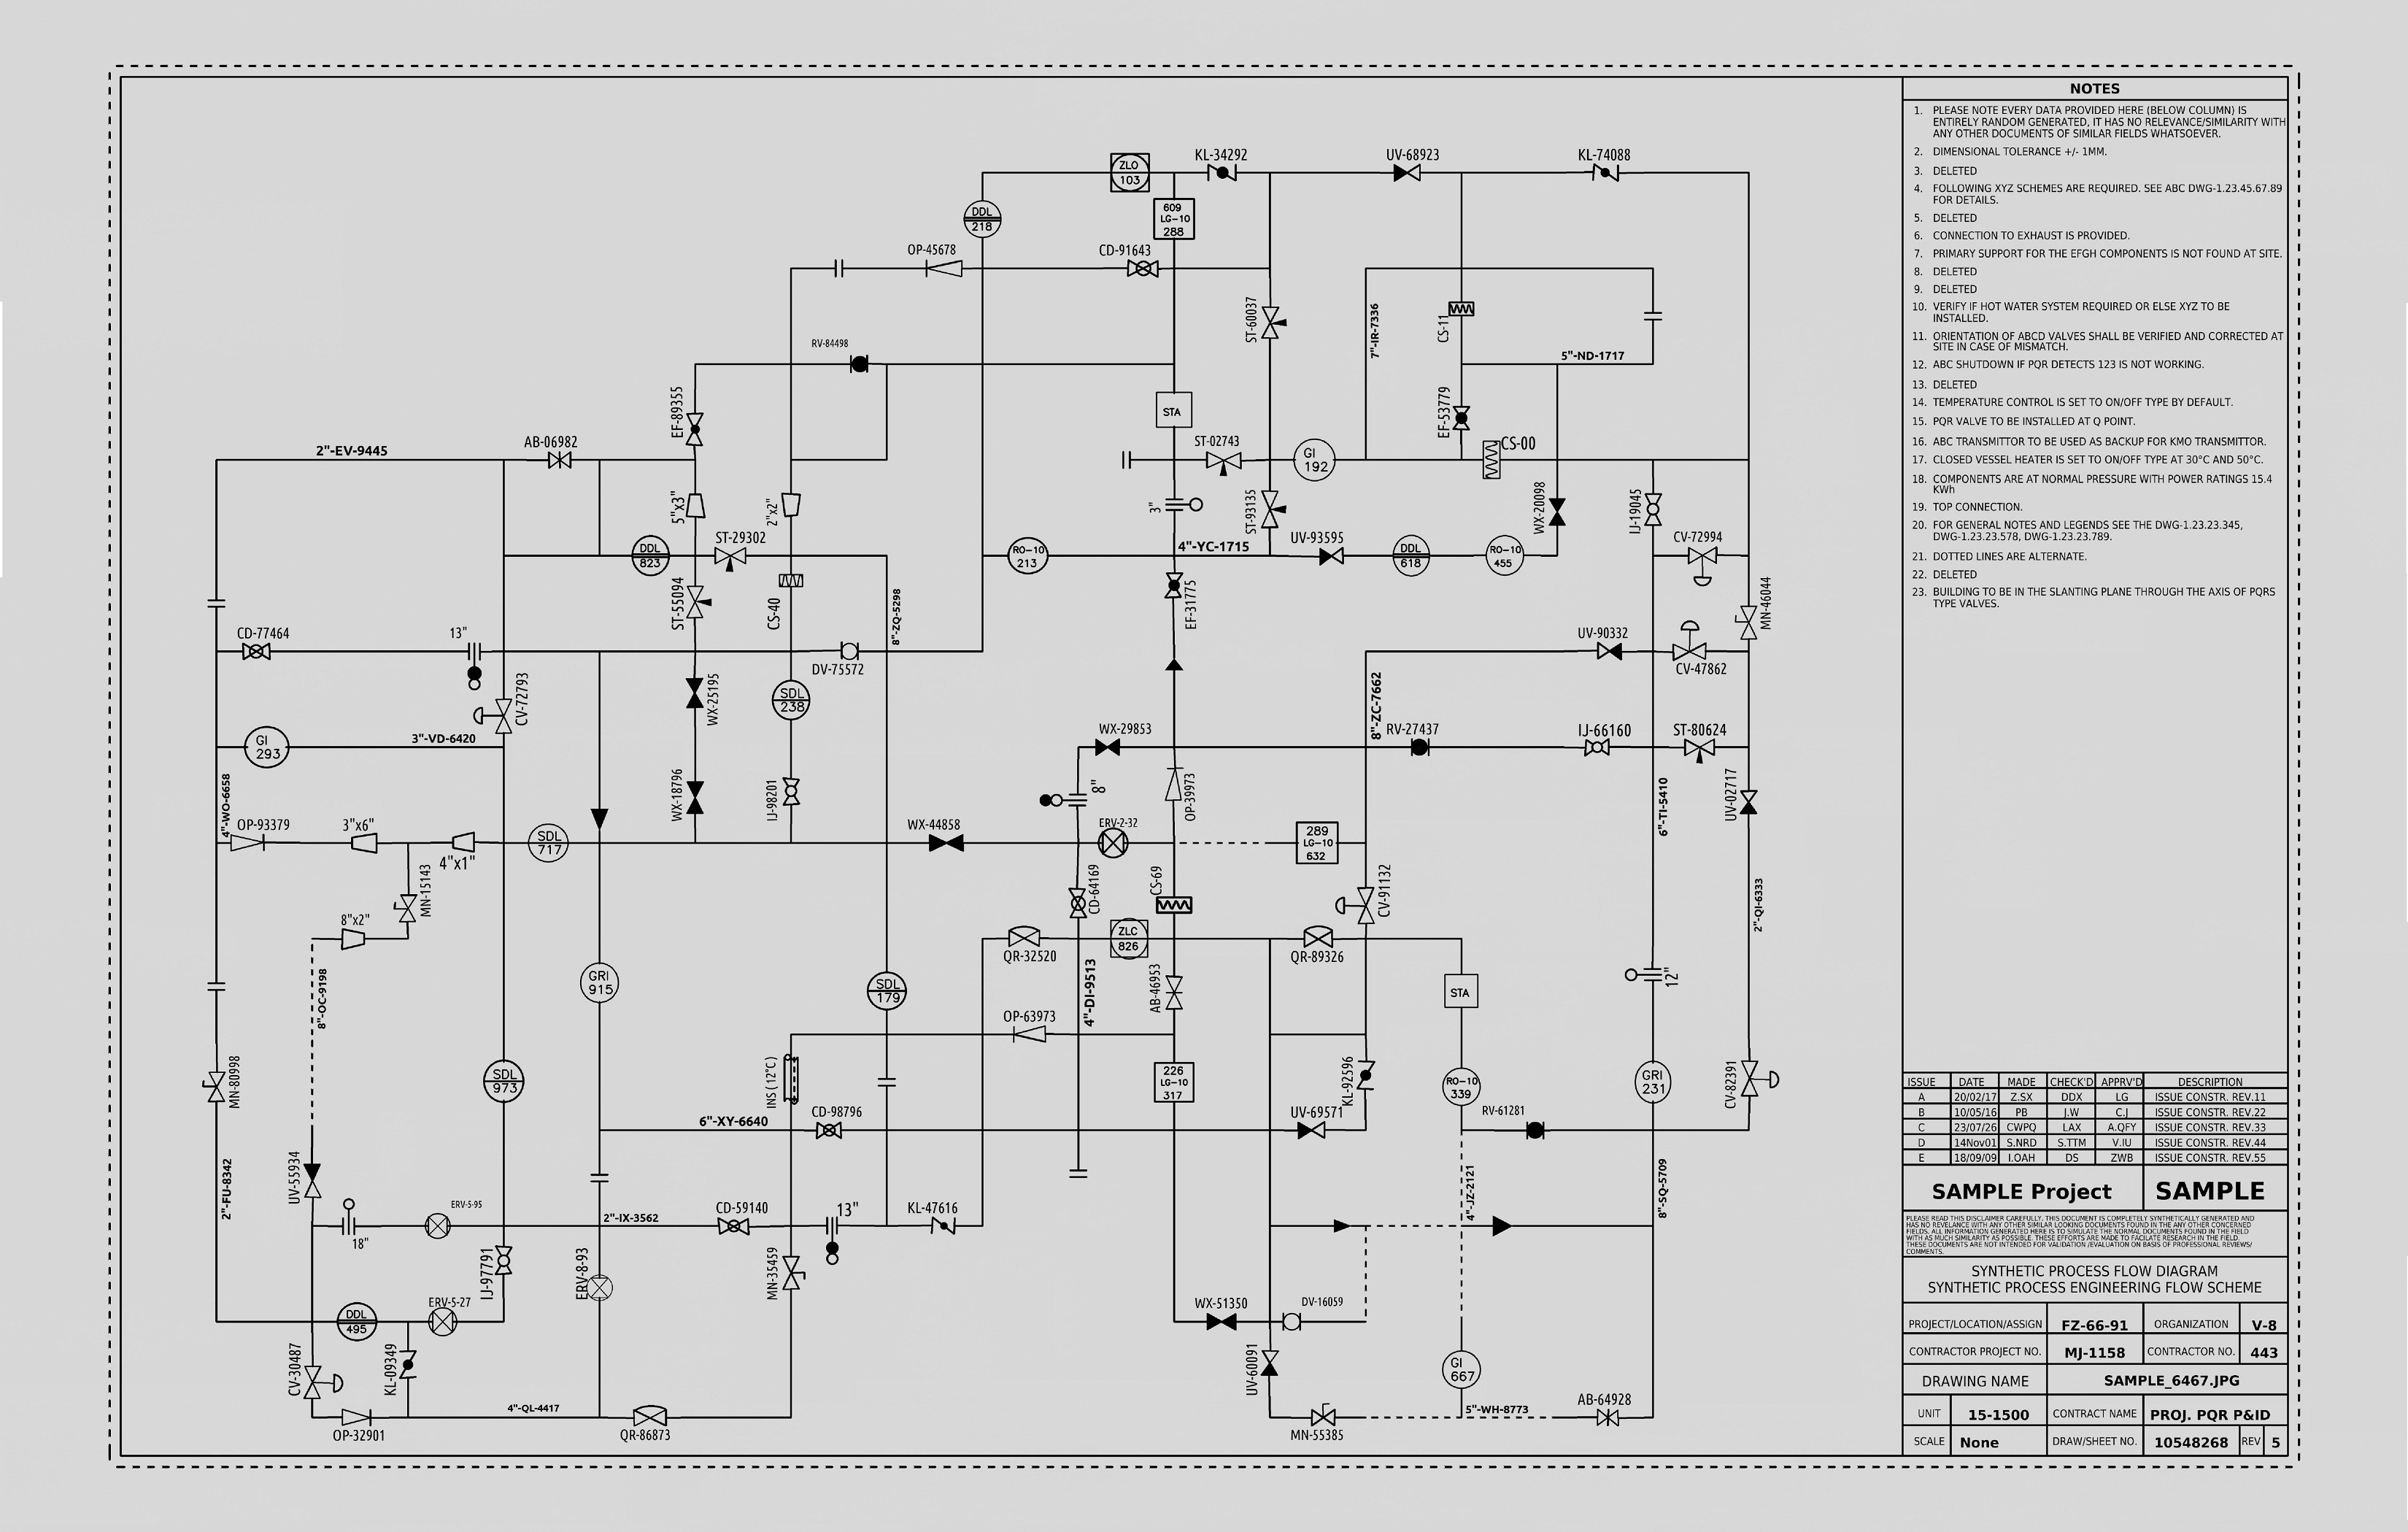 KL-34292
UV-68923
KL-74088
ZLO
103
609
LG-10
288
DDL
218
OP-45678
CD-91643
ST-60037
7"-IR-7336
CS-11
5"-ND-1717
RV-84498
EF-89355
STA
EF-53779
2"-EV-9445
AB-06982
ST-02743
GI
192
CS-00
5"x3"
2"x2"
3"
ST-93135
WX-20098
IJ-19045
DDL
823
ST-29302
RO-10
213
4"-YC-1715
UV-93595
DDL
618
RO-10
455
CV-72994
ST-55094
CS-40
8"-ZQ-5298
EF-31775
MN-46044
CD-77464
13"
DV-75572
UV-90332
CV-47862
CV-72793
WX-25195
SDL
238
8"-ZC-7662
GI
293
3"-VD-6420
WX-29853
RV-27437
IJ-66160
ST-80624
4"-WO-6658
WX-18796
IJ-98201
8"
OP-39973
6"-TI-5410
UV-02717
OP-93379
3"x6"
4"x1"
SDL
717
WX-44858
ERV-2-32
289
LG-10
632
MN-15143
CD-64169
CS-69
CV-91132
2"-QI-6333
8"x2"
QR-32520
ZLC
826
QR-89326
8"-OC-9198
GRI
915
SDL
179
4"-DI-9513
AB-46953
STA
12"
OP-63973
MN-80998
SDL
973
INS (12°C)
226
LG-10
317
KL-92596
RO-10
339
GRI
231
CV-82391
6"-XY-6640
CD-98796
UV-69571
RV-61281
UV-55934
2"-FU-8342
4"-JZ-2121
8"-SQ-5709
18"
ERV-5-95
2"-IX-3562
CD-59140
13"
KL-47616
IJ-97791
ERV-8-93
MN-35459
DDL
495
ERV-5-27
WX-51350
DV-16059
CV-30487
KL-09349
UV-60091
GI
667
OP-32901
4"-QL-4417
QR-86873
MN-55385
5"-WH-8773
AB-64928
NOTES
1. PLEASE NOTE EVERY DATA PROVIDED HERE (BELOW COLUMN) IS
ENTIRELY RANDOM GENERATED, IT HAS NO RELEVANCE/SIMILARITY WITH
ANY OTHER DOCUMENTS OF SIMILAR FIELDS WHATSOEVER.
2. DIMENSIONAL TOLERANCE +/- 1MM.
3. DELETED
4. FOLLOWING XYZ SCHEMES ARE REQUIRED. SEE ABC DWG-1.23.45.67.89
FOR DETAILS.
5. DELETED
6. CONNECTION TO EXHAUST IS PROVIDED.
7. PRIMARY SUPPORT FOR THE EFGH COMPONENTS IS NOT FOUND AT SITE.
8. DELETED
9. DELETED
10. VERIFY IF HOT WATER SYSTEM REQUIRED OR ELSE XYZ TO BE
INSTALLED.
11. ORIENTATION OF ABCD VALVES SHALL BE VERIFIED AND CORRECTED AT
SITE IN CASE OF MISMATCH.
12. ABC SHUTDOWN IF PQR DETECTS 123 IS NOT WORKING.
13. DELETED
14. TEMPERATURE CONTROL IS SET TO ON/OFF TYPE BY DEFAULT.
15. PQR VALVE TO BE INSTALLED AT Q POINT.
16. ABC TRANSMITTOR TO BE USED AS BACKUP FOR KMO TRANSMITTOR.
17. CLOSED VESSEL HEATER IS SET TO ON/OFF TYPE AT 30°C AND 50°C.
18. COMPONENTS ARE AT NORMAL PRESSURE WITH POWER RATINGS 15.4
KWh
19. TOP CONNECTION.
20. FOR GENERAL NOTES AND LEGENDS SEE THE DWG-1.23.23.345,
DWG-1.23.23.578, DWG-1.23.23.789.
21. DOTTED LINES ARE ALTERNATE.
22. DELETED
23. BUILDING TO BE IN THE SLANTING PLANE THROUGH THE AXIS OF PQRS
TYPE VALVES.
ISSUE DATE MADE CHECK'D APPRV'D DESCRIPTION
A 20/02/17 Z.SX DDX LG ISSUE CONSTR. REV.11
B 10/05/16 PB J.W C.J ISSUE CONSTR. REV.22
C 23/07/26 CWPQ LAX A.QFY ISSUE CONSTR. REV.33
D 14Nov01 S.NRD S.TTM V.IU ISSUE CONSTR. REV.44
E 18/09/09 I.OAH DS ZWB ISSUE CONSTR. REV.55
SAMPLE Project SAMPLE
PLEASE READ THIS DISCLAIMER CAREFULLY. THIS DOCUMENT IS COMPLETELY SYNTHETICALLY GENERATED AND
HAS NO REVELANCE WITH ANY OTHER SIMILAR LOOKING DOCUMENTS FOUND IN THE ANY OTHER CONCERNED
FIELDS. ALL INFORMATION GENERATED HERE IS TO SIMULATE THE NORMAL DOCUMENTS FOUND IN THE FIELD
WITH AS MUCH SIMILARITY AS POSSIBLE. THESE EFFORTS ARE MADE TO FACILATE RESEARCH IN THE FIELD.
THESE DOCUMENTS ARE NOT INTENDED FOR VALIDATION /EVALUATION ON BASIS OF PROFESSIONAL REVIEWS/
COMMENTS.
SYNTHETIC PROCESS FLOW DIAGRAM
SYNTHETIC PROCESS ENGINEERING FLOW SCHEME
PROJECT/LOCATION/ASSIGN FZ-66-91 ORGANIZATION V-8
CONTRACTOR PROJECT NO. MJ-1158 CONTRACTOR NO. 443
DRAWING NAME SAMPLE_6467.JPG
UNIT 15-1500 CONTRACT NAME PROJ. PQR P&ID
SCALE None DRAW/SHEET NO. 10548268 REV 5